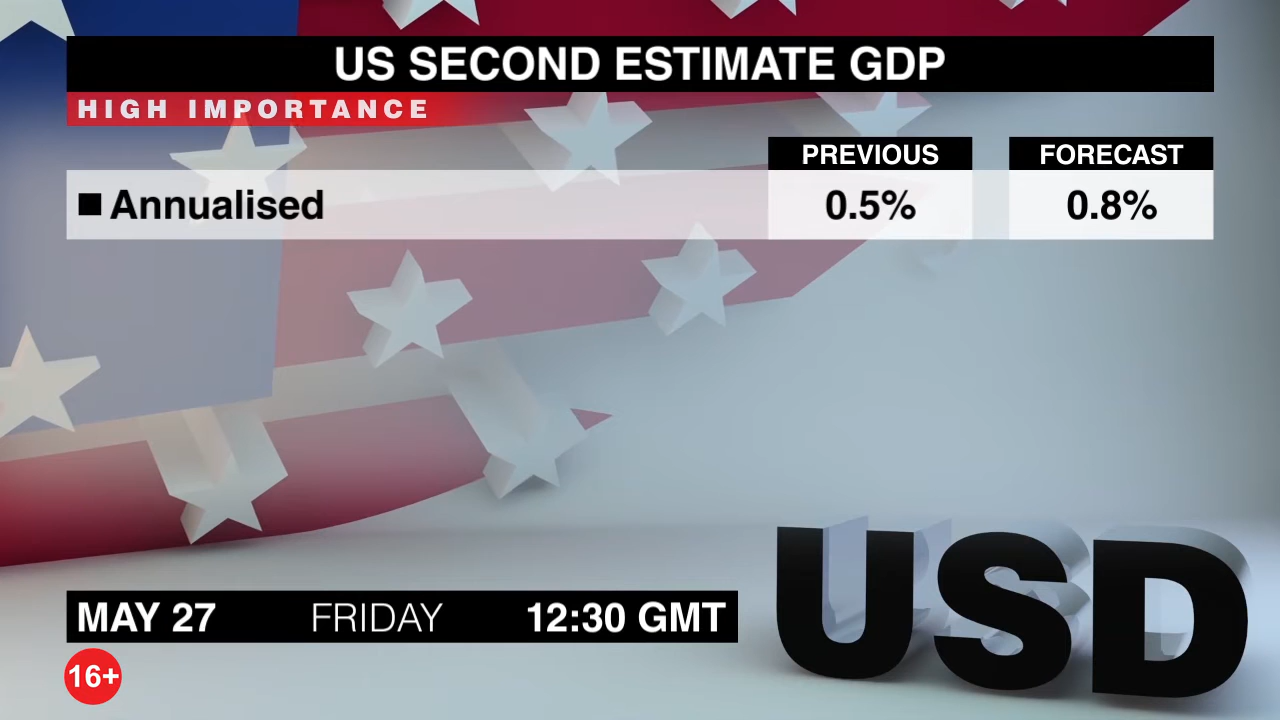 US SECOND ESTIMATE GDP
HIGH IMPORTANCE
PREVIOUS FORECAST
Annualised 0.5% 0.8%
MAY 27 FRIDAY 12:30 GMT
USD
16+